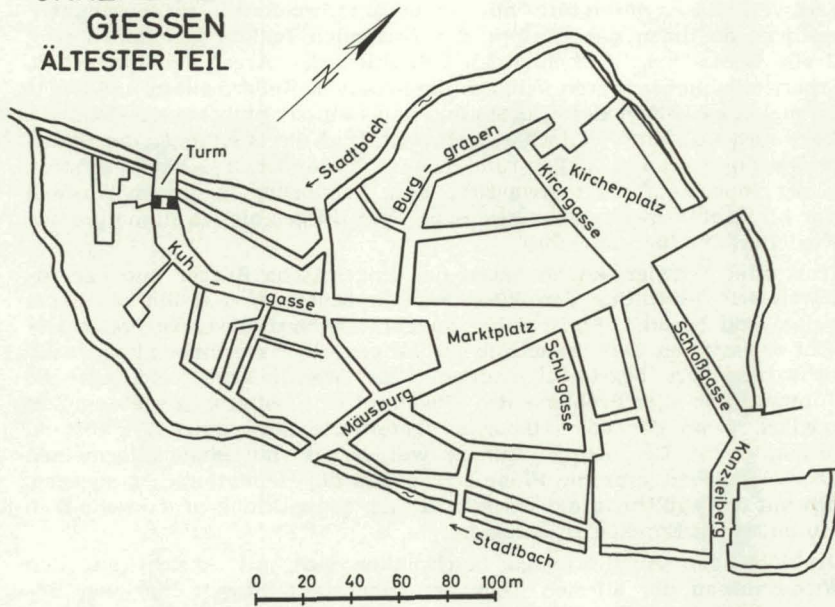 GIESSEN
ÄLTESTER TEIL
N
Turm
Stadtbach
Burg-
graben
Kirchgasse
Kirchenplatz
Kuh-
gasse
Marktplatz
Schulgasse
Schloßgasse
Mäusburg
Kanzleiberg
Stadtbach
0 20 40 60 80 100m